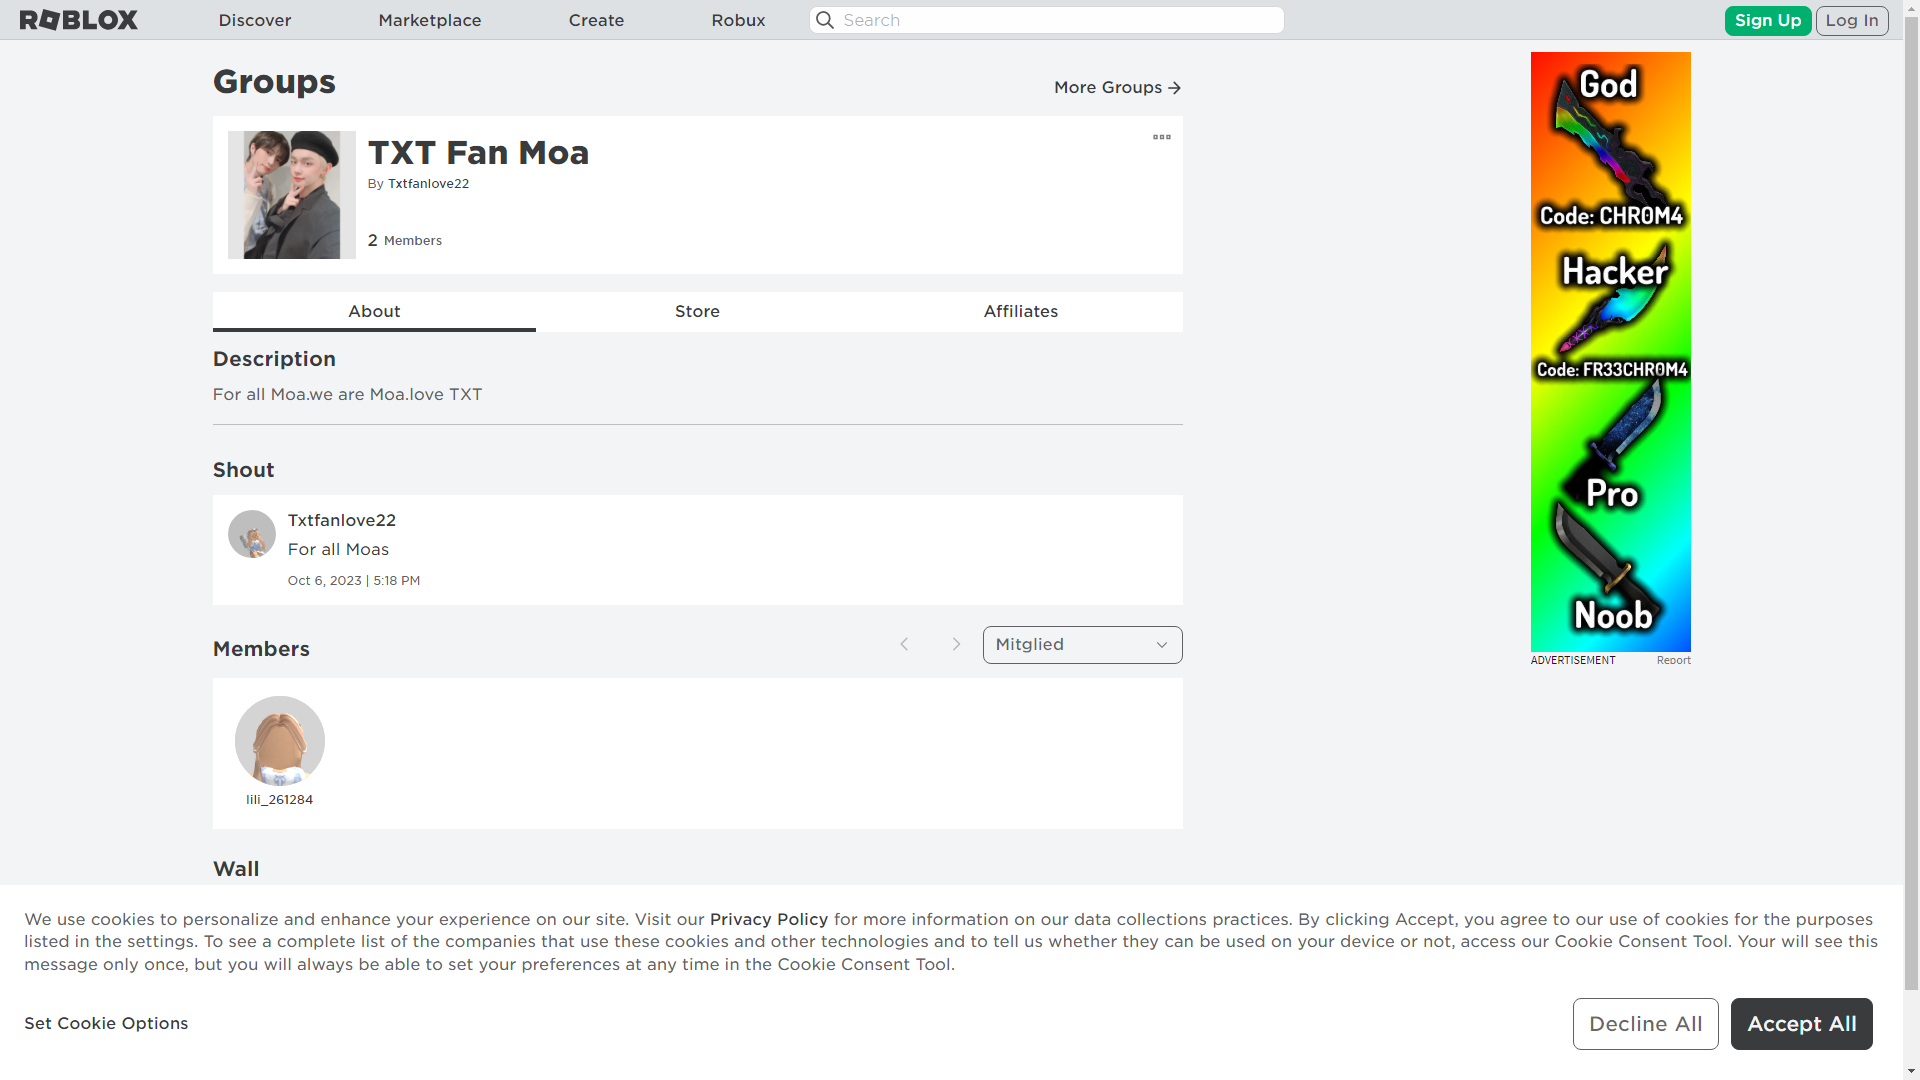 ROBLOX
Discover
Marketplace
Create
Robux
Search
Sign Up
Log In
Groups
More Groups
TXT Fan Moa
By Txtfanlove22
2 Members
About
Store
Affiliates
Description
For all Moa.we are Moa.love TXT
Shout
Txtfanlove22
For all Moas
Oct 6, 2023 | 5:18 PM
Members
Mitglied
lili_261284
Wall
God
Code: CHR0M4
Hacker
Code: FR33CHR0M4
Pro
Noob
ADVERTISEMENT
Report
We use cookies to personalize and enhance your experience on our site. Visit our Privacy Policy for more information on our data collections practices. By clicking Accept, you agree to our use of cookies for the purposes
listed in the settings. To see a complete list of the companies that use these cookies and other technologies and to tell us whether they can be used on your device or not, access our Cookie Consent Tool. Your will see this
message only once, but you will always be able to set your preferences at any time in the Cookie Consent Tool.
Set Cookie Options
Decline All
Accept All